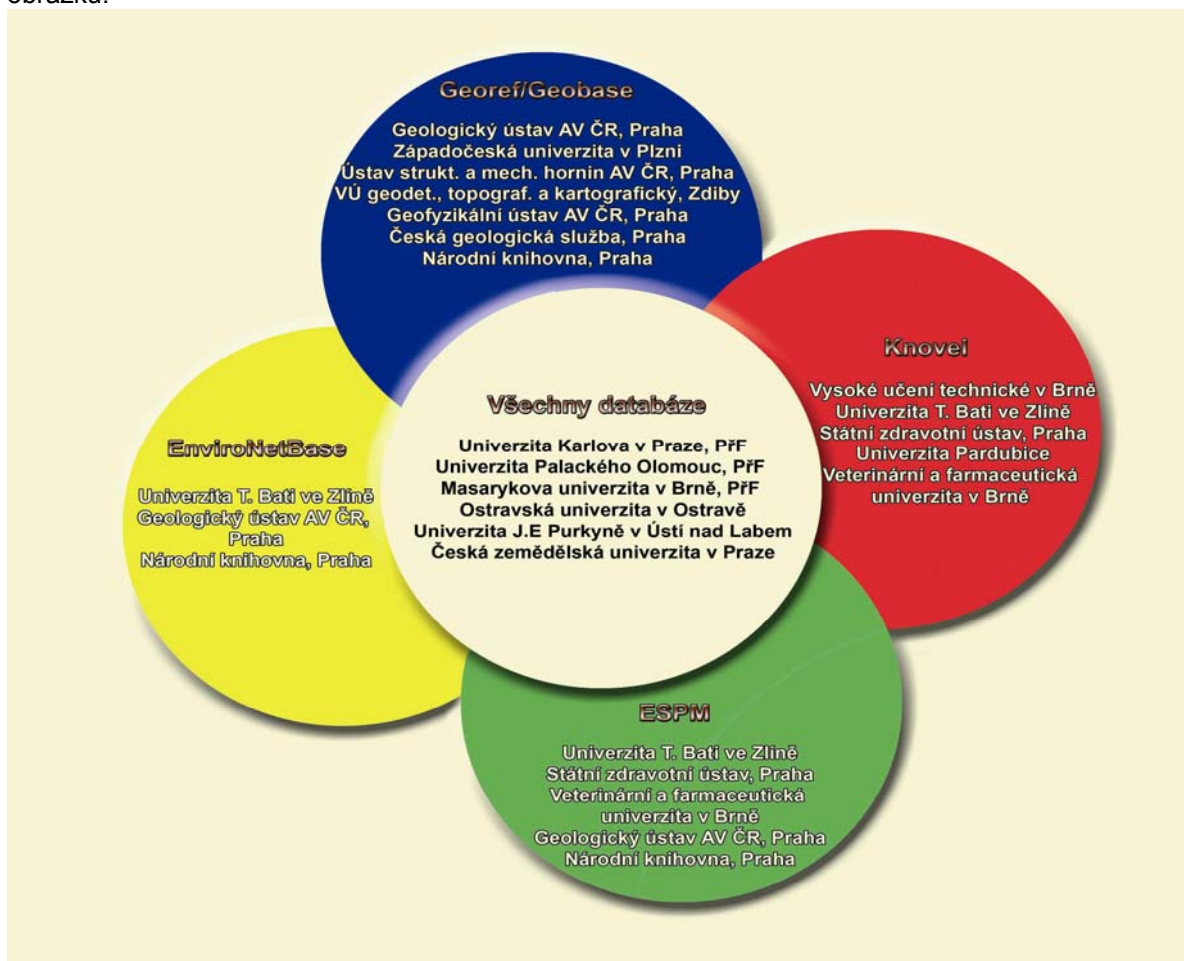 obrázku:
Georef/Geobase
Geologický ústav AV ČR, Praha
Západočeská univerzita v Plzni
Ústav strukt. a mech. hornin AV ČR, Praha
VÚ geodet., topograf. a kartografický, Zdiby
Geofyzikální ústav AV ČR, Praha
Česká geologická služba, Praha
Národní knihovna, Praha
Knovel
Vysoké učení technické v Brně
Univerzita T. Bati ve Zlíně
Státní zdravotní ústav, Praha
Univerzita Pardubice
Veterinární a farmaceutická
univerzita v Brně
Všechny databáze
Univerzita Karlova v Praze, PřF
Univerzita Palackého Olomouc, PřF
Masarykova univerzita v Brně, PřF
Ostravská univerzita v Ostravě
Univerzita J.E Purkyně v Ústí nad Labem
Česká zemědělská univerzita v Praze
EnviroNetBase
Univerzita T. Bati ve Zlíně
Geologický ústav AV ČR,
Praha
Národní knihovna, Praha
ESPM
Univerzita T. Bati ve Zlíně
Státní zdravotní ústav, Praha
Veterinární a farmaceutická
univerzita v Brně
Geologický ústav AV ČR, Praha
Národní knihovna, Praha